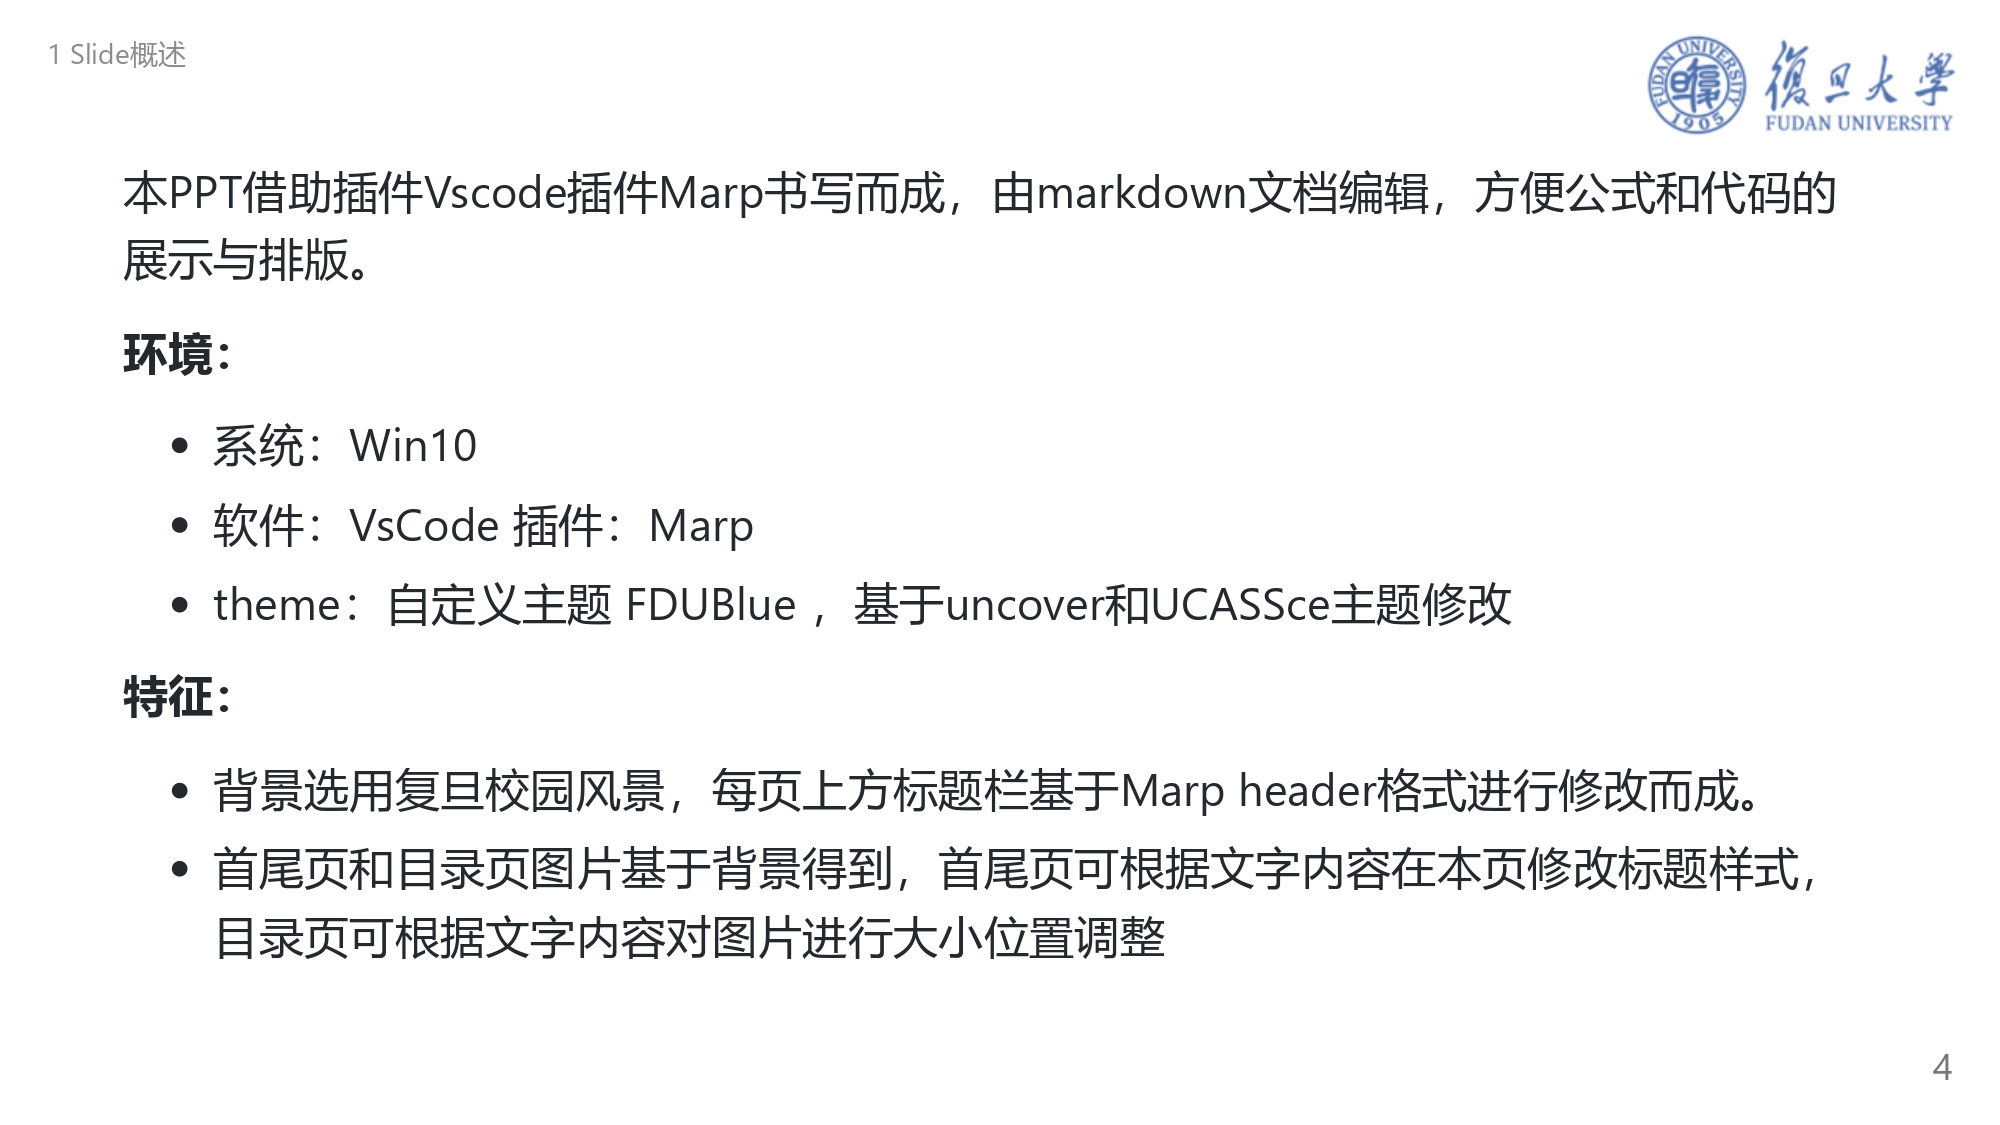 1 Slide概述
FUDAN UNIVERSITY
1905
復旦大學
FUDAN UNIVERSITY
本PPT借助插件Vscode插件Marp书写而成，由markdown文档编辑，方便公式和代码的
展示与排版。
环境：
• 系统：Win10
• 软件：VsCode 插件：Marp
• theme：自定义主题 FDUBlue ，基于uncover和UCASSce主题修改
特征：
• 背景选用复旦校园风景，每页上方标题栏基于Marp header格式进行修改而成。
• 首尾页和目录页图片基于背景得到，首尾页可根据文字内容在本页修改标题样式，
目录页可根据文字内容对图片进行大小位置调整
4